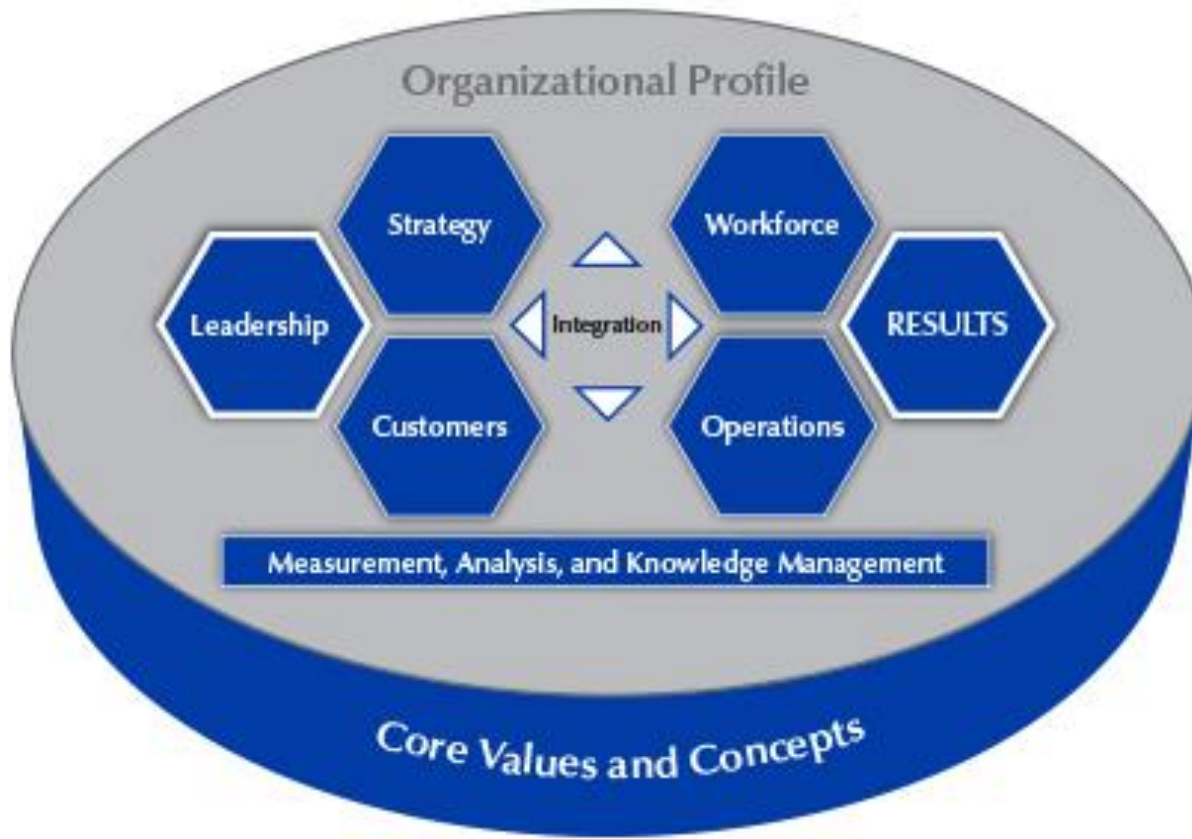 Organizational Profile
Strategy
Workforce
Leadership
Integration
RESULTS
Customers
Operations
Measurement, Analysis, and Knowledge Management
Core Values and Concepts